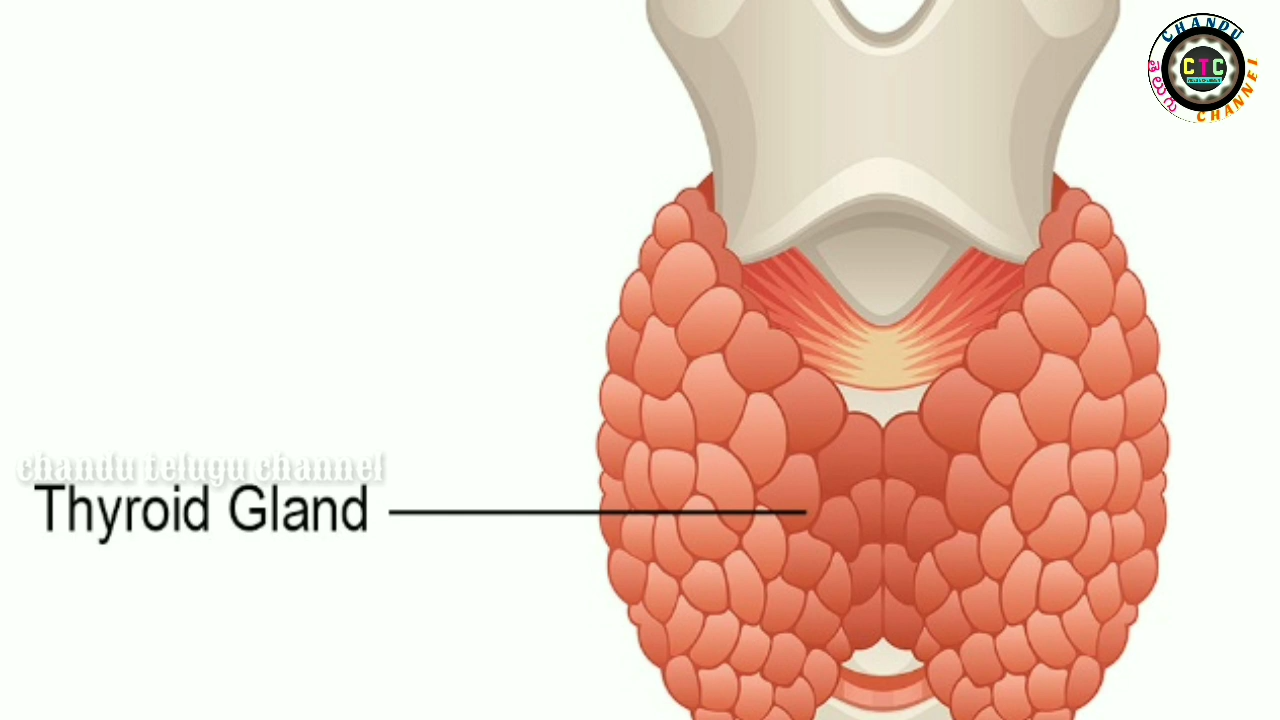 CHANDU
తెలుగు
CTC
CHANNEL
chandu telugu channel
Thyroid Gland